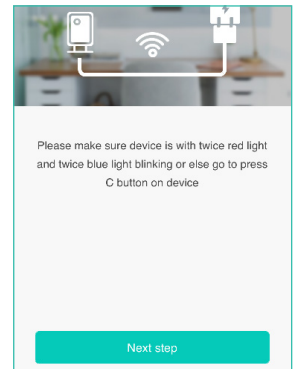 Please make sure device is with twice red light
and twice blue light blinking or else go to press
C button on device
Next step